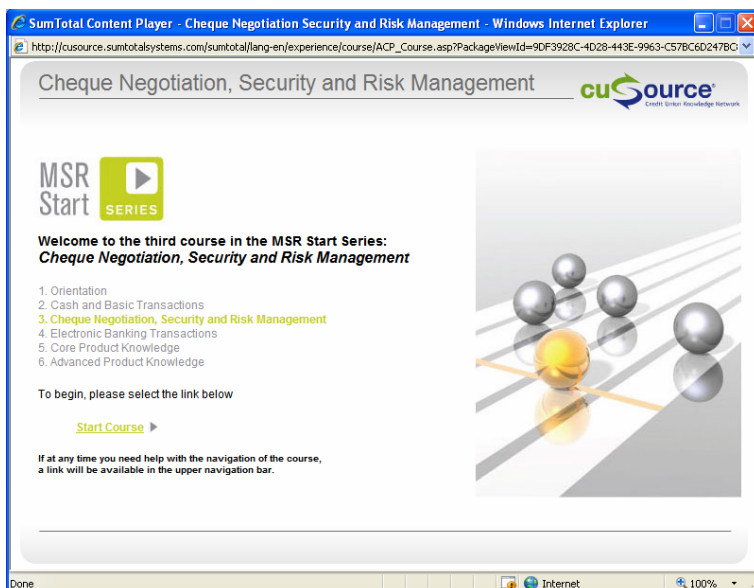 SumTotal Content Player - Cheque Negotiation Security and Risk Management - Windows Internet Explorer
http://cusource.sumtotalsystems.com/sumtotal/lang-en/experience/course/ACP_Course.asp?PackageViewId=9DF3928C-4D28-443E-9963-C57BC6D247BC
Cheque Negotiation, Security and Risk Management
cuSource
Credit Union Knowledge Network
MSR
Start
SERIES
Welcome to the third course in the MSR Start Series:
Cheque Negotiation, Security and Risk Management
1. Orientation
2. Cash and Basic Transactions
3. Cheque Negotiation, Security and Risk Management
4. Electronic Banking Transactions
5. Core Product Knowledge
6. Advanced Product Knowledge
To begin, please select the link below
Start Course
If at any time you need help with the navigation of the course,
a link will be available in the upper navigation bar.
Done
Internet
100%